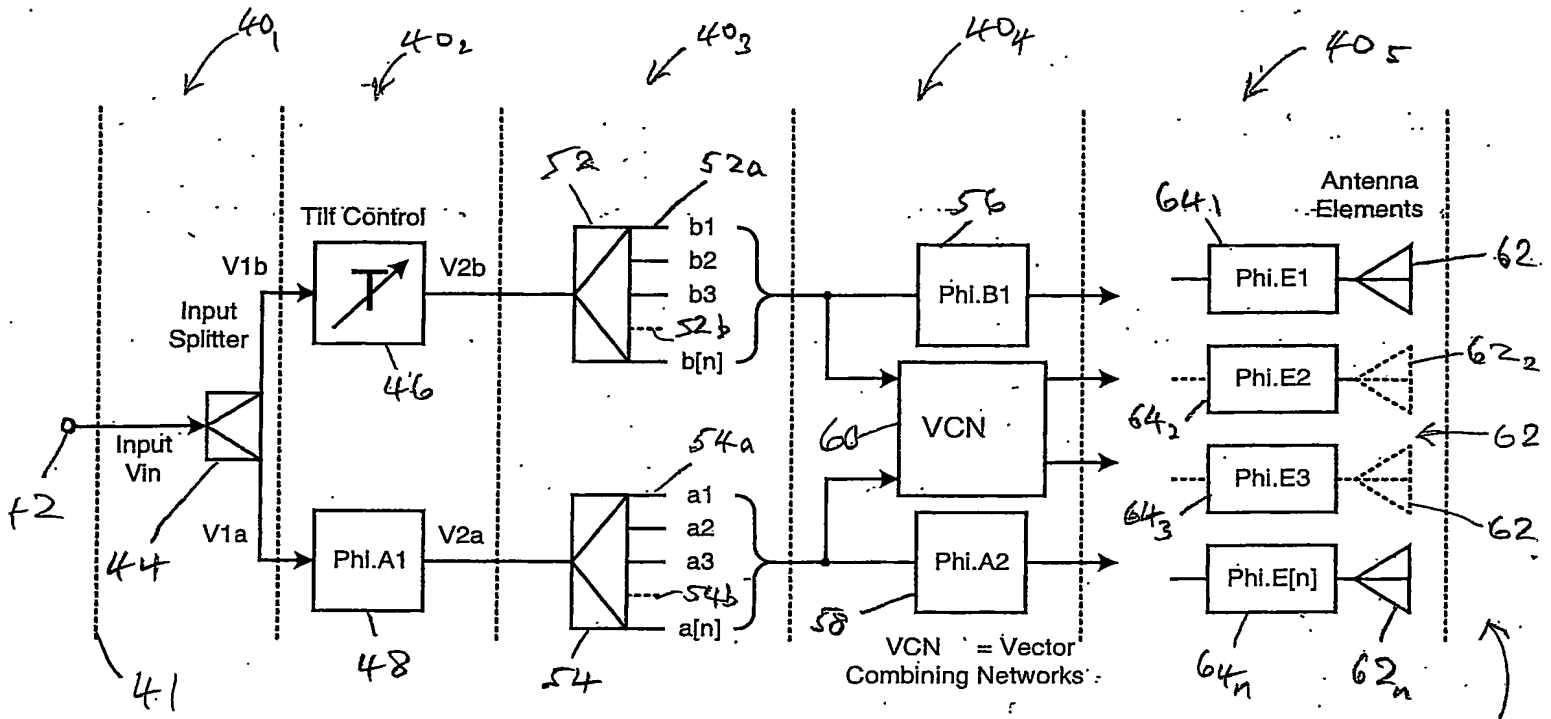 40₁
40₂
40₃
40₄
40₅
52
52a
56
64₁
Antenna
Elements
62
Tilt Control
T
V1b
V2b
b1
b2
b3
52b
b[n]
Phi.B1
Phi.E1
Input
Splitter
46
Phi.E2
62₂
64₂
60
VCN
62
Input
Vin
54a
42
44
V1a
Phi.A1
V2a
a1
a2
a3
54b
a[n]
Phi.A2
58
Phi.E3
64₃
62
Phi.E[n]
41
48
54
VCN = Vector
Combining Networks
64n
62n